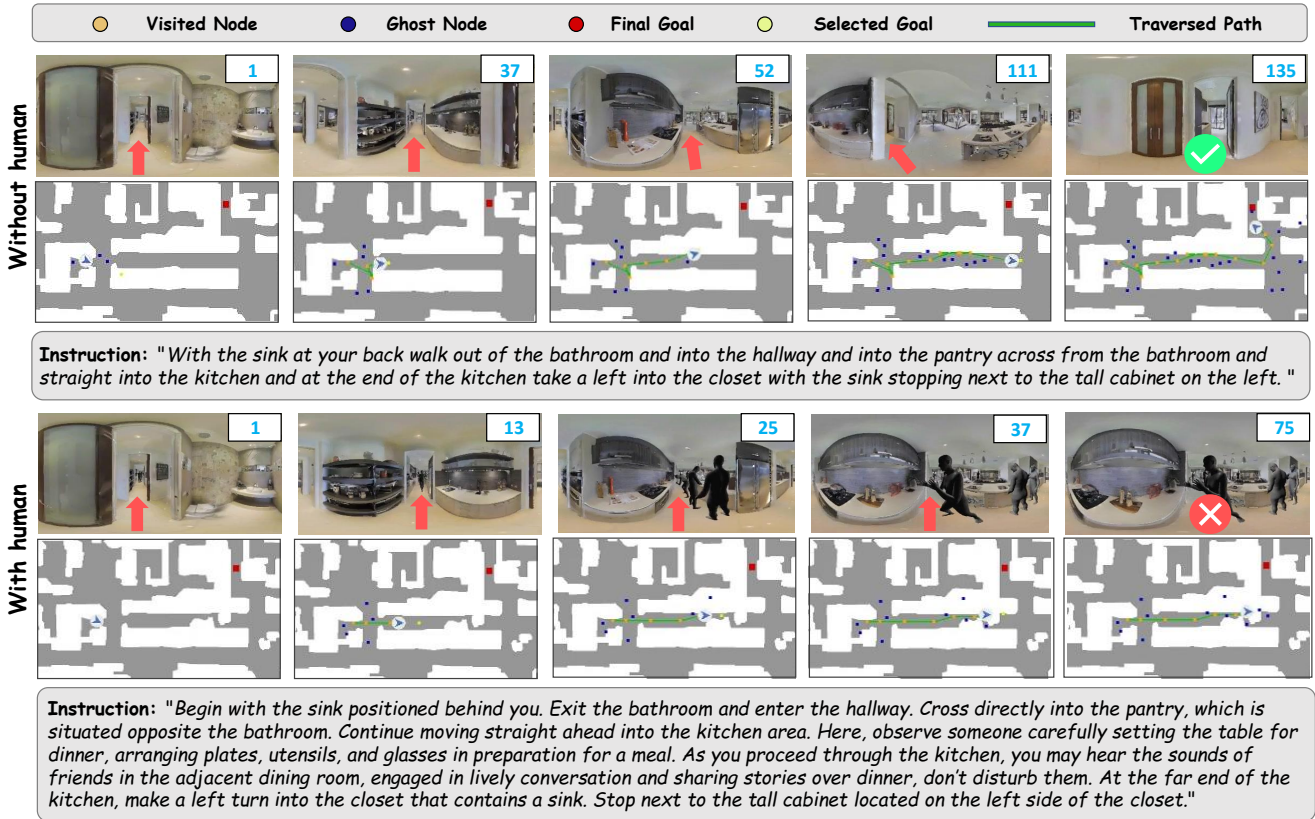 Visited Node Ghost Node Final Goal Selected Goal Traversed Path
Without human
1 37 52 111 135
Instruction: "With the sink at your back walk out of the bathroom and into the hallway and into the pantry across from the bathroom and
straight into the kitchen and at the end of the kitchen take a left into the closet with the sink stopping next to the tall cabinet on the left. "
With human
1 13 25 37 75
Instruction: "Begin with the sink positioned behind you. Exit the bathroom and enter the hallway. Cross directly into the pantry, which is
situated opposite the bathroom. Continue moving straight ahead into the kitchen area. Here, observe someone carefully setting the table for
dinner, arranging plates, utensils, and glasses in preparation for a meal. As you proceed through the kitchen, you may hear the sounds of
friends in the adjacent dining room, engaged in lively conversation and sharing stories over dinner, don't disturb them. At the far end of the
kitchen, make a left turn into the closet that contains a sink. Stop next to the tall cabinet located on the left side of the closet."